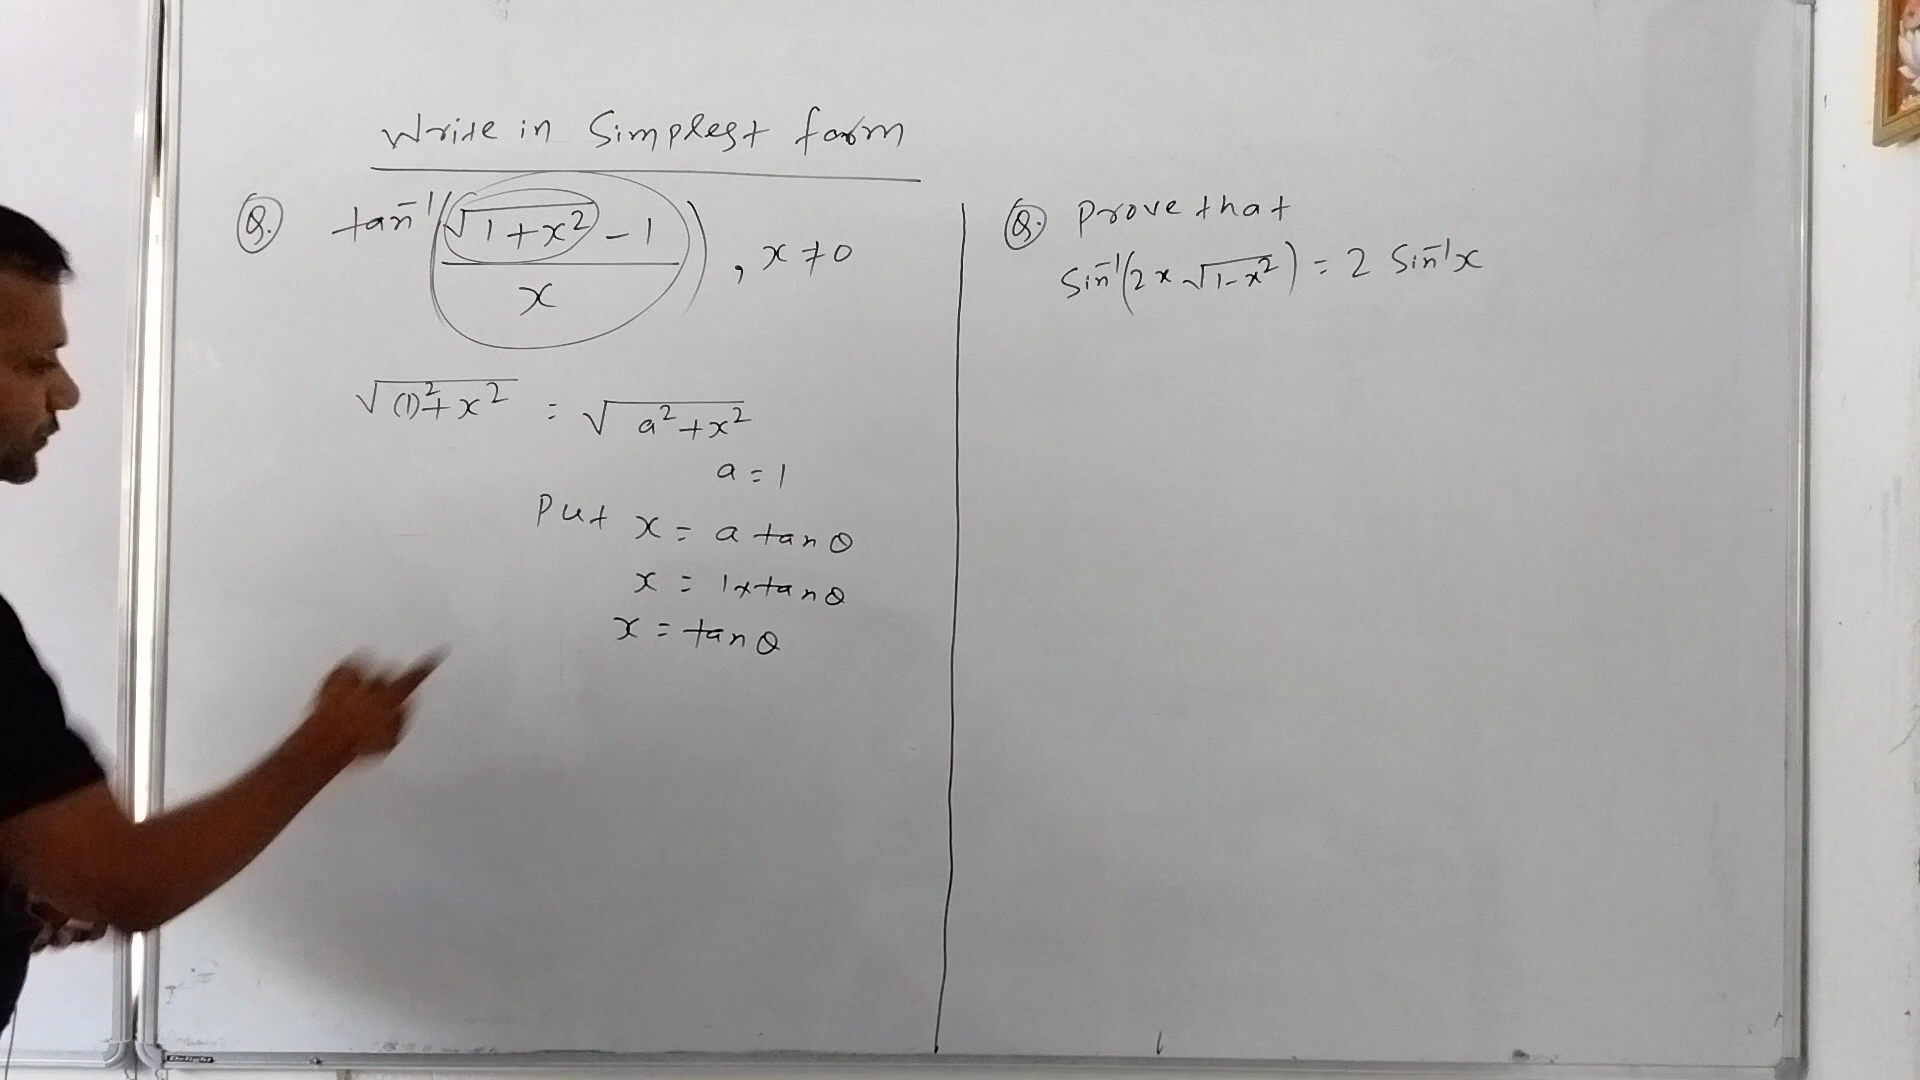 Write in Simplest form
Q. tan⁻¹((√(1+x²) - 1)/x), x ≠ 0
√((1)²+x²) = √(a²+x²)
a = 1
Put x = a tan θ
x = 1×tan θ
x = tan θ
Q. Prove that
Sin⁻¹(2x√(1-x²)) = 2 Sin⁻¹x
Delight